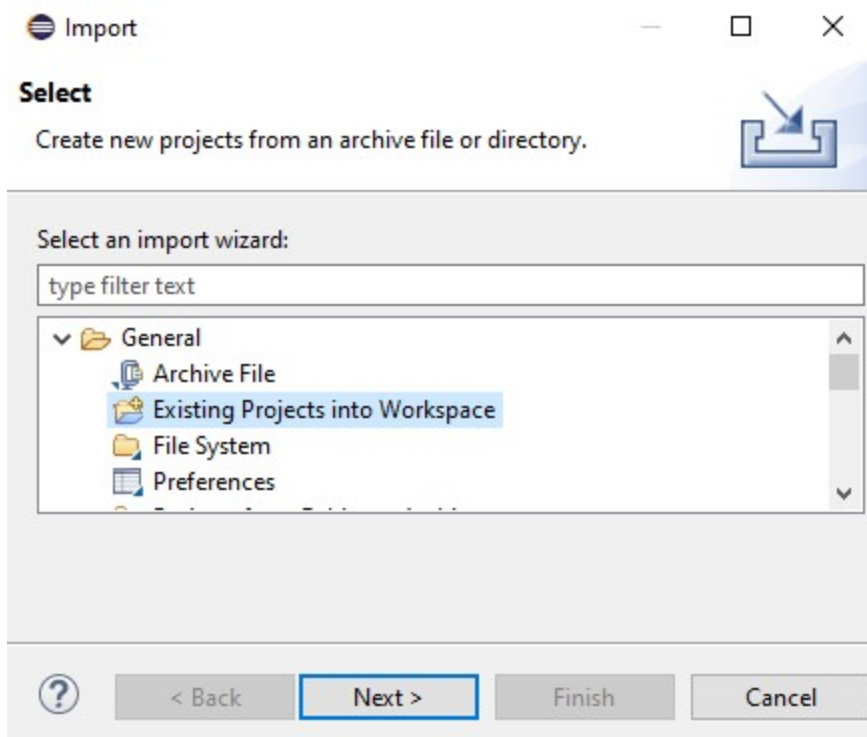 Import
Select
Create new projects from an archive file or directory.
Select an import wizard:
type filter text
General
Archive File
Existing Projects into Workspace
File System
Preferences
?
< Back
Next >
Finish
Cancel